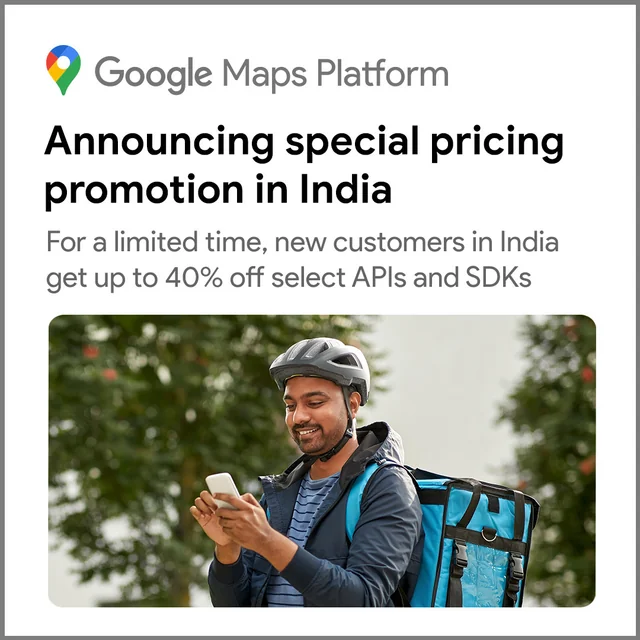 Google Maps Platform
Announcing special pricing
promotion in India
For a limited time, new customers in India
get up to 40% off select APIs and SDKs